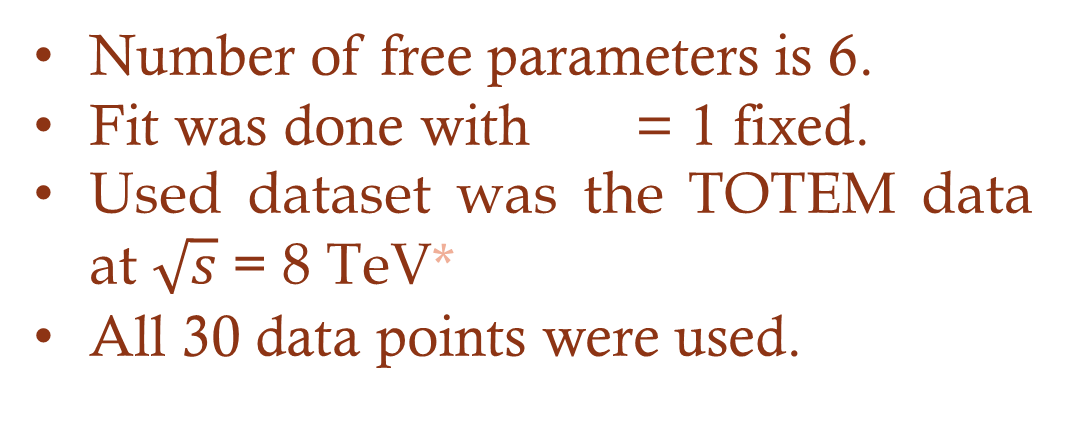 • Number of free parameters is 6.
• Fit was done with = 1 fixed.
• Used dataset was the TOTEM data
at √s = 8 TeV*
• All 30 data points were used.